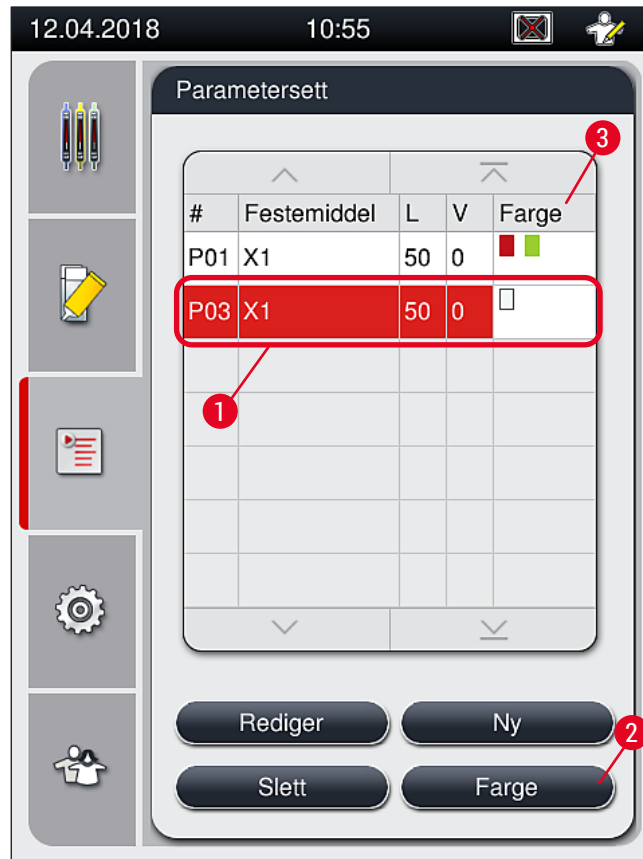 12.04.2018 10:55
Parametersett
3
# Festemiddel L V Farge
P01 X1 50 0
P03 X1 50 0
1
Rediger Ny
2
Slett Farge